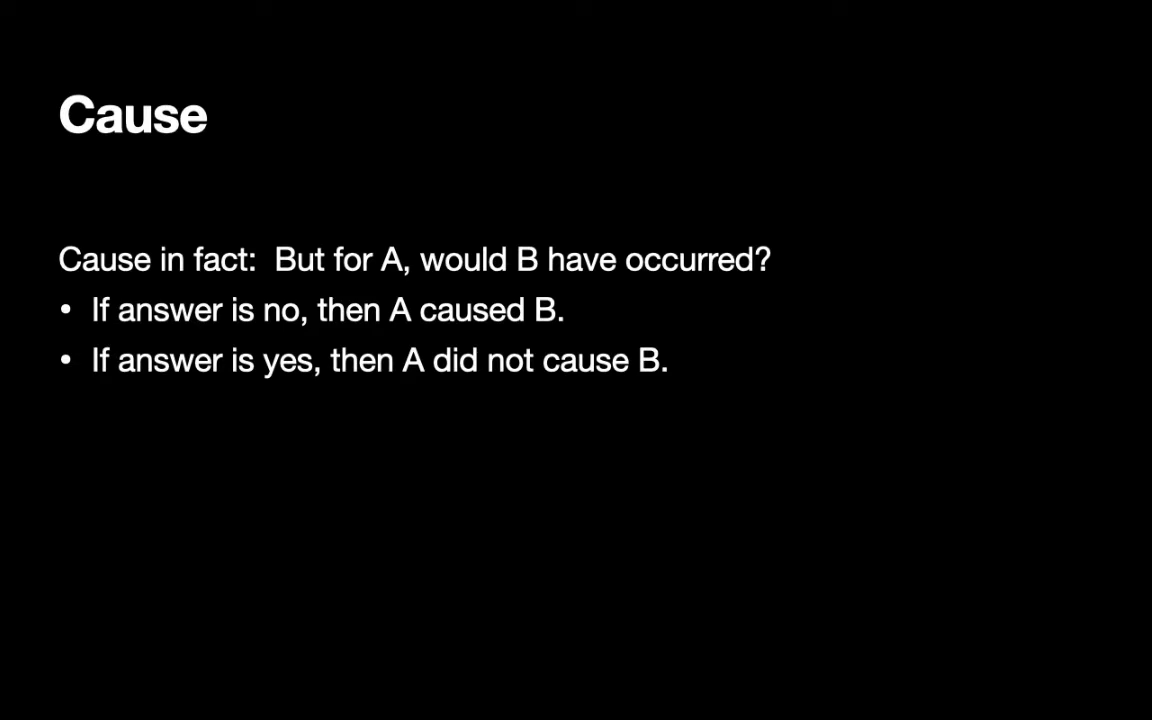 Cause
Cause in fact:  But for A, would B have occurred?
• If answer is no, then A caused B.
• If answer is yes, then A did not cause B.